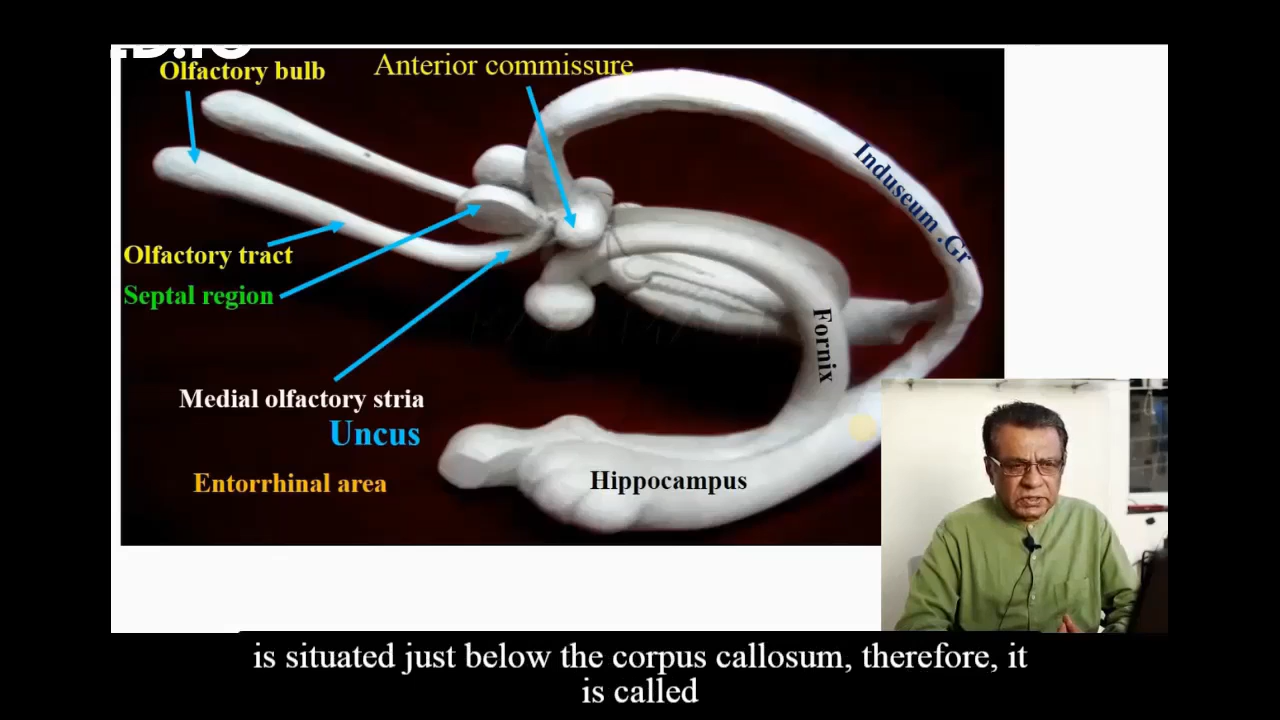 Olfactory bulb
Anterior commissure
Induseum .Gr
Olfactory tract
Septal region
Fornix
Medial olfactory stria
Uncus
Entorrhinal area
Hippocampus
is situated just below the corpus callosum, therefore, it
is called